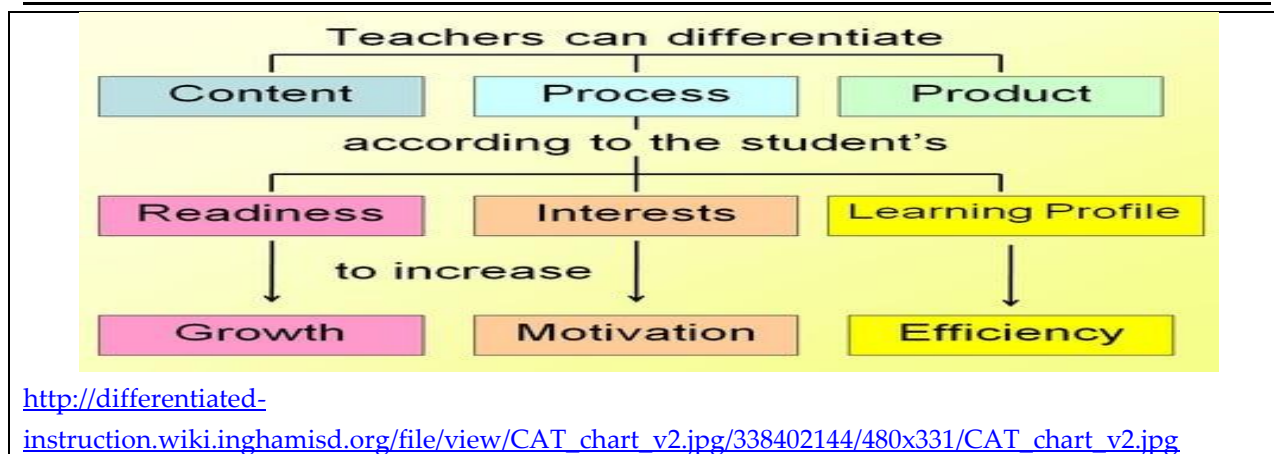 Teachers can differentiate
Content Process Product
according to the student's
Readiness Interests Learning Profile
to increase
Growth Motivation Efficiency
http://differentiated-
instruction.wiki.inghamisd.org/file/view/CAT_chart_v2.jpg/338402144/480x331/CAT_chart_v2.jpg